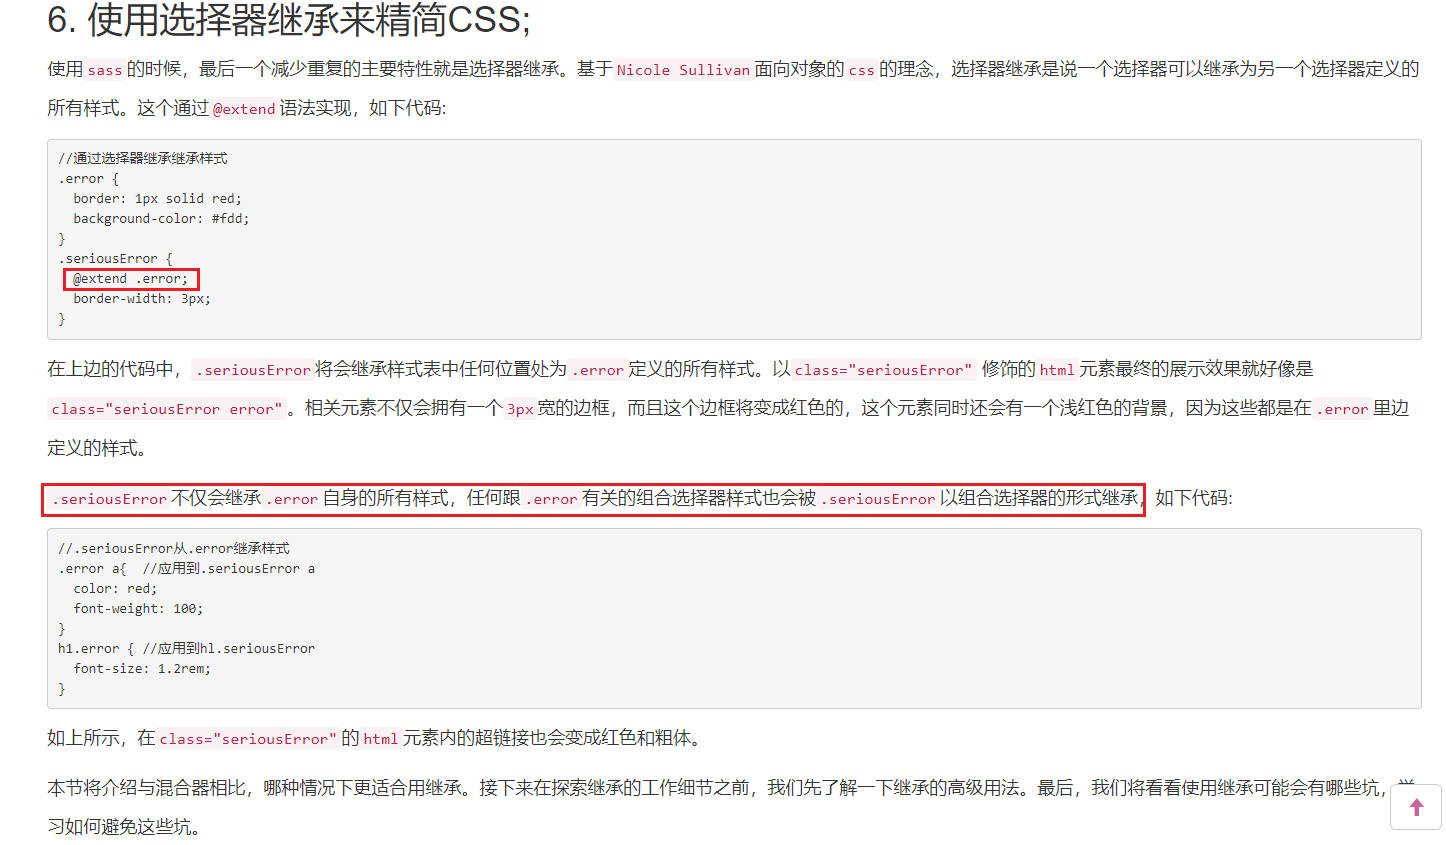 6. 使用选择器继承来精简CSS;
使用 sass 的时候，最后一个减少重复的主要特性就是选择器继承。基于 Nicole Sullivan 面向对象的 css 的理念，选择器继承是说一个选择器可以继承为另一个选择器定义的
所有样式。这个通过 @extend 语法实现，如下代码:
//通过选择器继承继承样式
.error {
  border: 1px solid red;
  background-color: #fdd;
}
.seriousError {
  @extend .error;
  border-width: 3px;
}
在上边的代码中，.seriousError 将会继承样式表中任何位置处为 .error 定义的所有样式。以 class="seriousError" 修饰的 html 元素最终的展示效果就好像是
class="seriousError error"。相关元素不仅会拥有一个 3px 宽的边框，而且这个边框将变成红色的，这个元素同时还会有一个浅红色的背景，因为这些都是在 .error 里边
定义的样式。
.seriousError 不仅会继承 .error 自身的所有样式，任何跟 .error 有关的组合选择器样式也会被 .seriousError 以组合选择器的形式继承，如下代码:
//.seriousError从.error继承样式
.error a{  //应用到.seriousError a
  color: red;
  font-weight: 100;
}
h1.error { //应用到hl.seriousError
  font-size: 1.2rem;
}
如上所示，在 class="seriousError" 的 html 元素内的超链接也会变成红色和粗体。
本节将介绍与混合器相比，哪种情况下更适合用继承。接下来在探索继承的工作细节之前，我们先了解一下继承的高级用法。最后，我们将看看使用继承可能会有哪些坑，学
习如何避免这些坑。